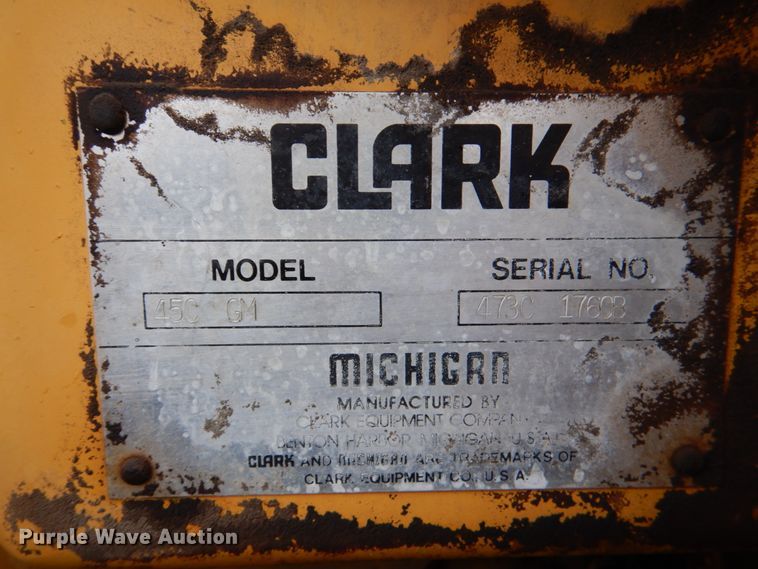 CLARK
MODEL SERIAL NO.
45C GM 473C 176CB
MICHIGAN
MANUFACTURED BY
CLARK EQUIPMENT COMPANY
BENTON HARBOR, MICHIGAN, U.S.A.
CLARK AND MICHIGAN ARE TRADEMARKS OF
CLARK EQUIPMENT CO., U.S.A.
Purple Wave Auction